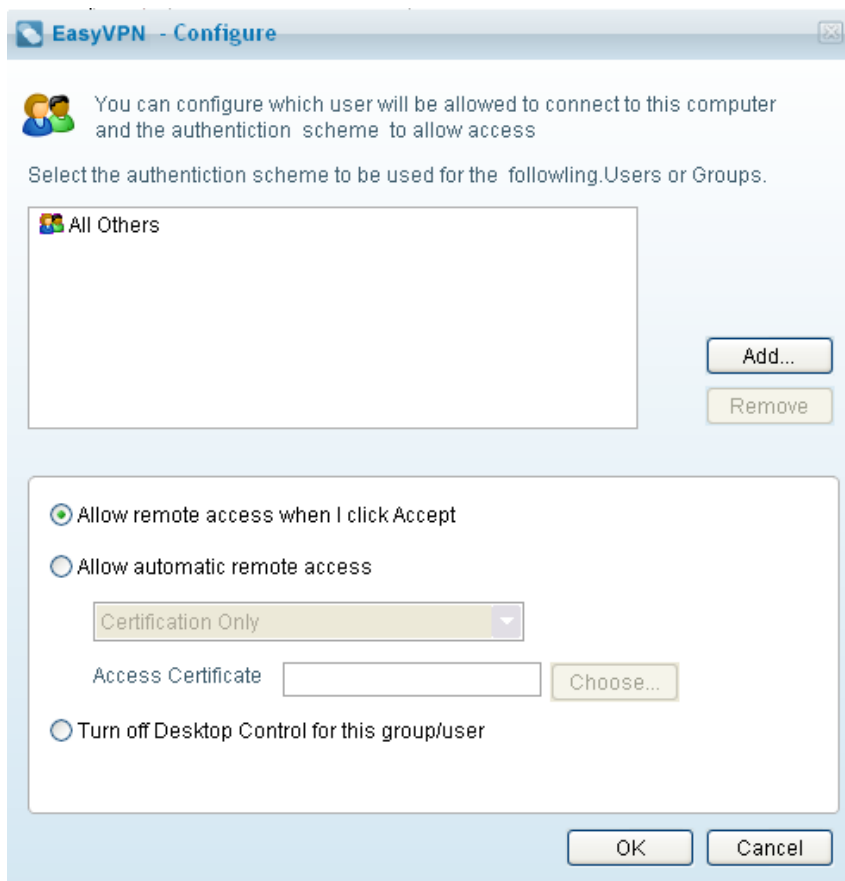 EasyVPN - Configure
You can configure which user will be allowed to connect to this computer
and the authentiction scheme to allow access
Select the authentiction scheme to be used for the followling.Users or Groups.
All Others
Add...
Remove
Allow remote access when I click Accept
Allow automatic remote access
Certification Only
Access Certificate
Choose...
Turn off Desktop Control for this group/user
OK
Cancel